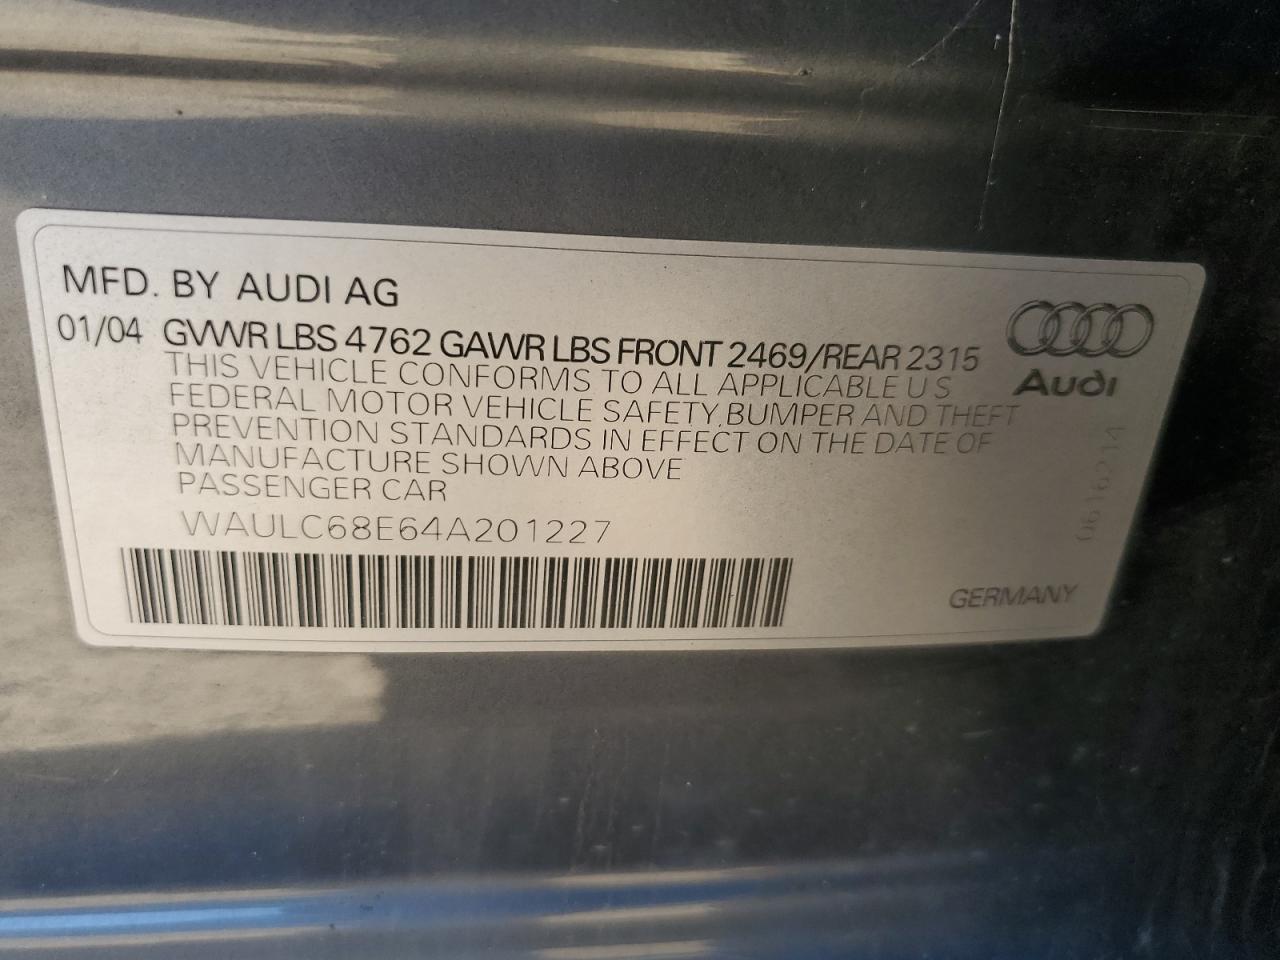 MFD. BY AUDI AG
01/04 GVWR LBS 4762 GAWR LBS FRONT 2469/REAR 2315
THIS VEHICLE CONFORMS TO ALL APPLICABLE U S
FEDERAL MOTOR VEHICLE SAFETY, BUMPER AND THEFT
PREVENTION STANDARDS IN EFFECT ON THE DATE OF
MANUFACTURE SHOWN ABOVE
PASSENGER CAR
WAULC68E64A201227
Audi
0616214
GERMANY